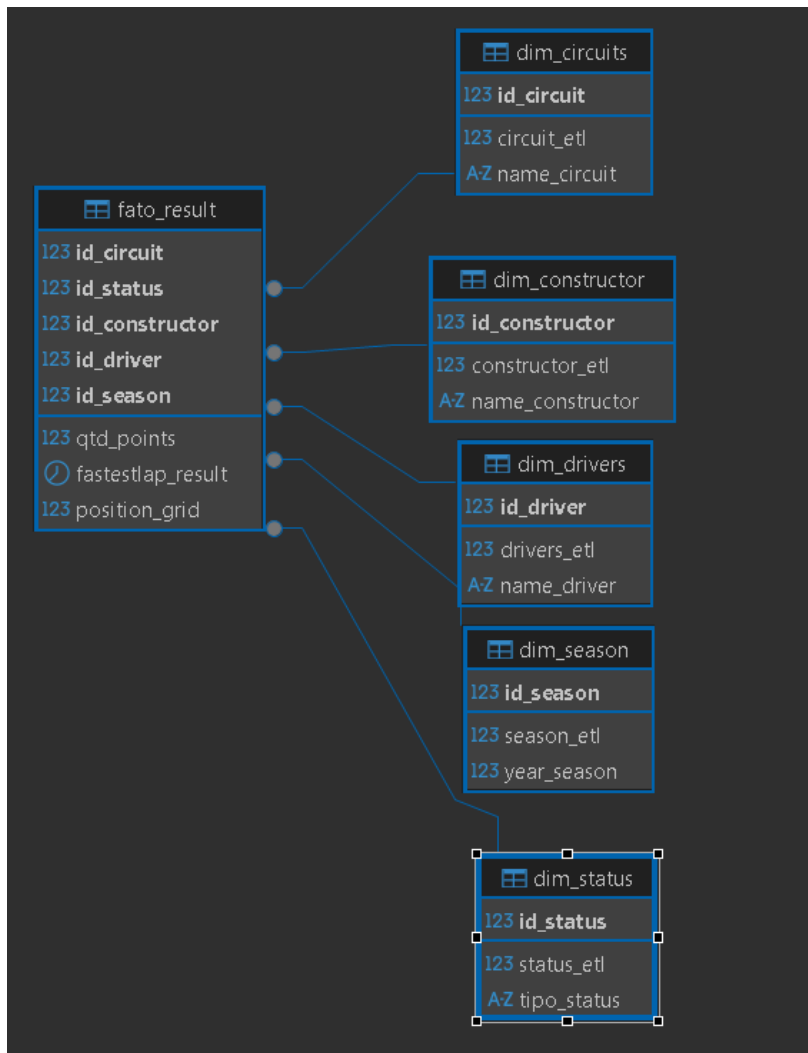 dim_circuits
123 id_circuit
123 circuit_etl
A-Z name_circuit
fato_result
123 id_circuit
123 id_status
123 id_constructor
123 id_driver
123 id_season
123 qtd_points
fastestlap_result
123 position_grid
dim_constructor
123 id_constructor
123 constructor_etl
A-Z name_constructor
dim_drivers
123 id_driver
123 drivers_etl
A-Z name_driver
dim_season
123 id_season
123 season_etl
123 year_season
dim_status
123 id_status
123 status_etl
A-Z tipo_status